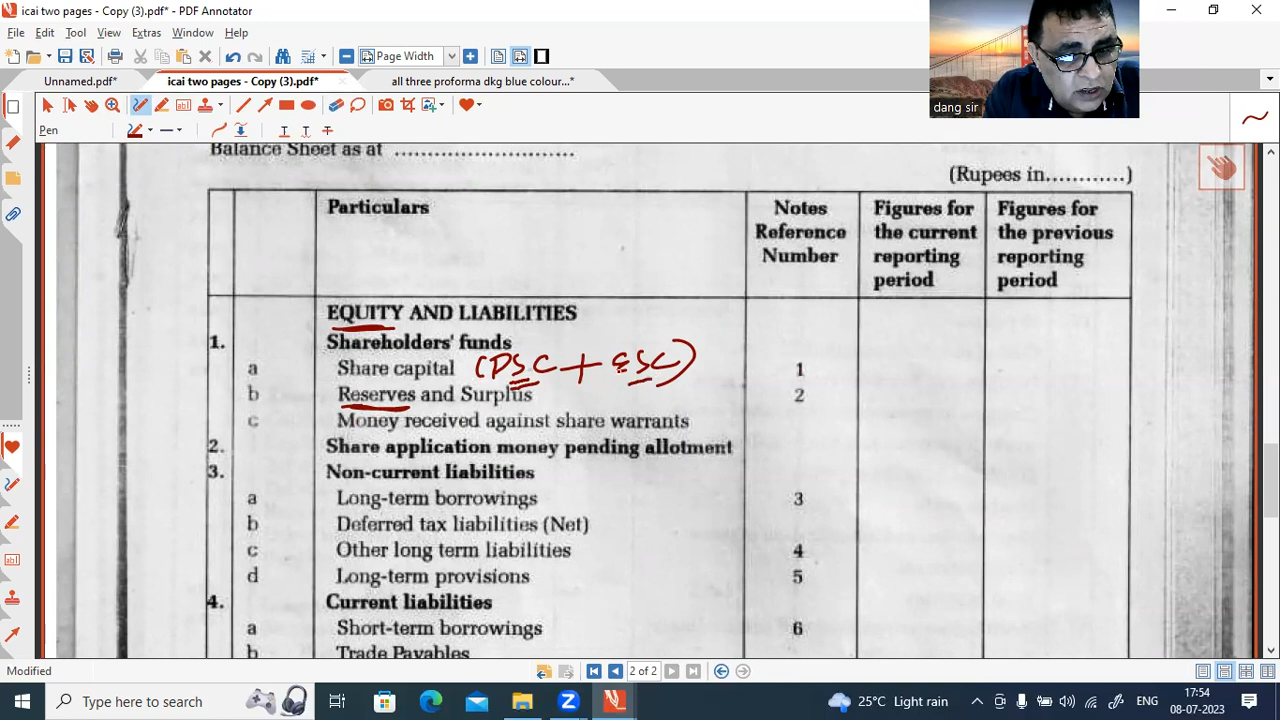 icai two pages - Copy (3).pdf* - PDF Annotator
File Edit Tool View Insert Extras Window Help
Page Width
Unnamed.pdf* icai two pages - Copy (3).pdf* all three proforma dkg blue colour...*
dang sir
Pen
Balance Sheet as at ..............................
(Rupees in............)
Particulars
Notes Reference Number
Figures for the current reporting period
Figures for the previous reporting period
EQUITY AND LIABILITIES
1. Shareholders' funds
a Share capital (PSC + ESC) 1
b Reserves and Surplus 2
c Money received against share warrants
2. Share application money pending allotment
3. Non-current liabilities
a Long-term borrowings 3
b Deferred tax liabilities (Net)
c Other long term liabilities 4
d Long-term provisions 5
4. Current liabilities
a Short-term borrowings 6
b Trade Payables
Modified
2 of 2
Type here to search
25°C Light rain
ENG
17:54
08-07-2023